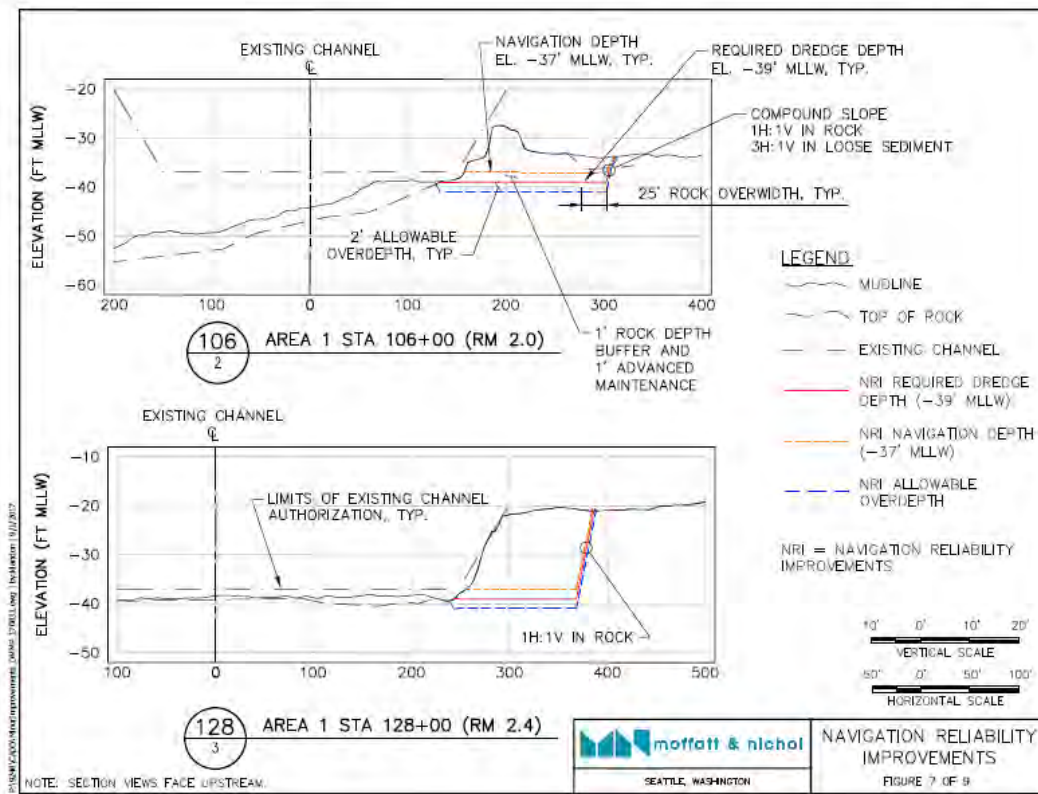 EXISTING CHANNEL
℄
NAVIGATION DEPTH
EL. -37' MLLW, TYP.
REQUIRED DREDGE DEPTH
EL. -39' MLLW, TYP.
COMPOUND SLOPE
1H:1V IN ROCK
3H:1V IN LOOSE SEDIMENT
ELEVATION (FT MLLW)
-20
-30
-40
-50
-60
25' ROCK OVERWIDTH, TYP.
2' ALLOWABLE
OVERDEPTH, TYP.
200 100 0 100 200 300 400
106
2
AREA 1 STA 106+00 (RM 2.0)
1' ROCK DEPTH
BUFFER AND
1' ADVANCED
MAINTENANCE
LEGEND
MUDLINE
TOP OF ROCK
EXISTING CHANNEL
NRI REQUIRED DREDGE
DEPTH (-39' MLLW)
NRI NAVIGATION DEPTH
(-37' MLLW)
NRI ALLOWABLE
OVERDEPTH
NRI = NAVIGATION RELIABILITY
IMPROVEMENTS
EXISTING CHANNEL
℄
ELEVATION (FT MLLW)
-10
-20
-30
-40
-50
LIMITS OF EXISTING CHANNEL
AUTHORIZATION, TYP.
1H:1V IN ROCK
100 0 100 200 300 400 500
10' 0' 10' 20'
VERTICAL SCALE
50' 0' 50' 100'
HORIZONTAL SCALE
128
3
AREA 1 STA 128+00 (RM 2.4)
NOTE: SECTION VIEWS FACE UPSTREAM.
moffatt & nichol
SEATTLE, WASHINGTON
NAVIGATION RELIABILITY
IMPROVEMENTS
FIGURE 7 OF 9